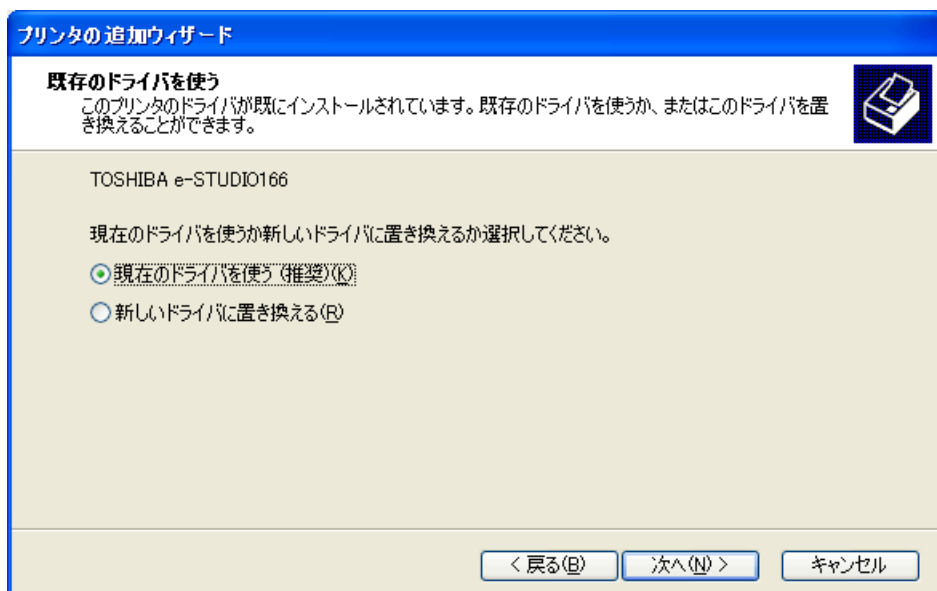 プリンタの追加ウィザード
既存のドライバを使う
このプリンタのドライバが既にインストールされています。既存のドライバを使うか、またはこのドライバを置
き換えることができます。
TOSHIBA e-STUDIO166
現在のドライバを使うか新しいドライバに置き換えるか選択してください。
現在のドライバを使う (推奨)(K)
新しいドライバに置き換える(R)
< 戻る(B) 次へ(N) > キャンセル